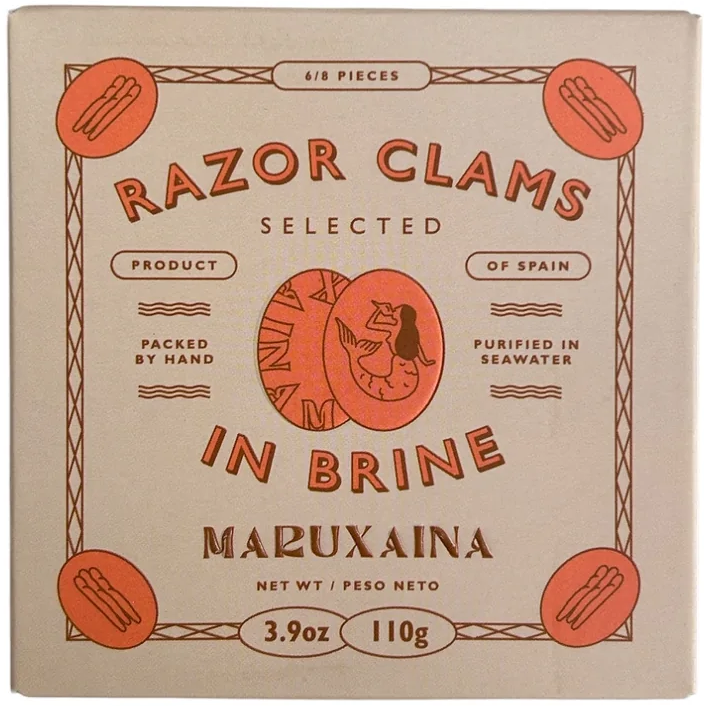 6/8 PIECES
RAZOR CLAMS
SELECTED
PRODUCT
OF SPAIN
PACKED
BY HAND
PURIFIED IN
SEAWATER
IN BRINE
MARUXAINA
NET WT / PESO NETO
3.9oz 110g